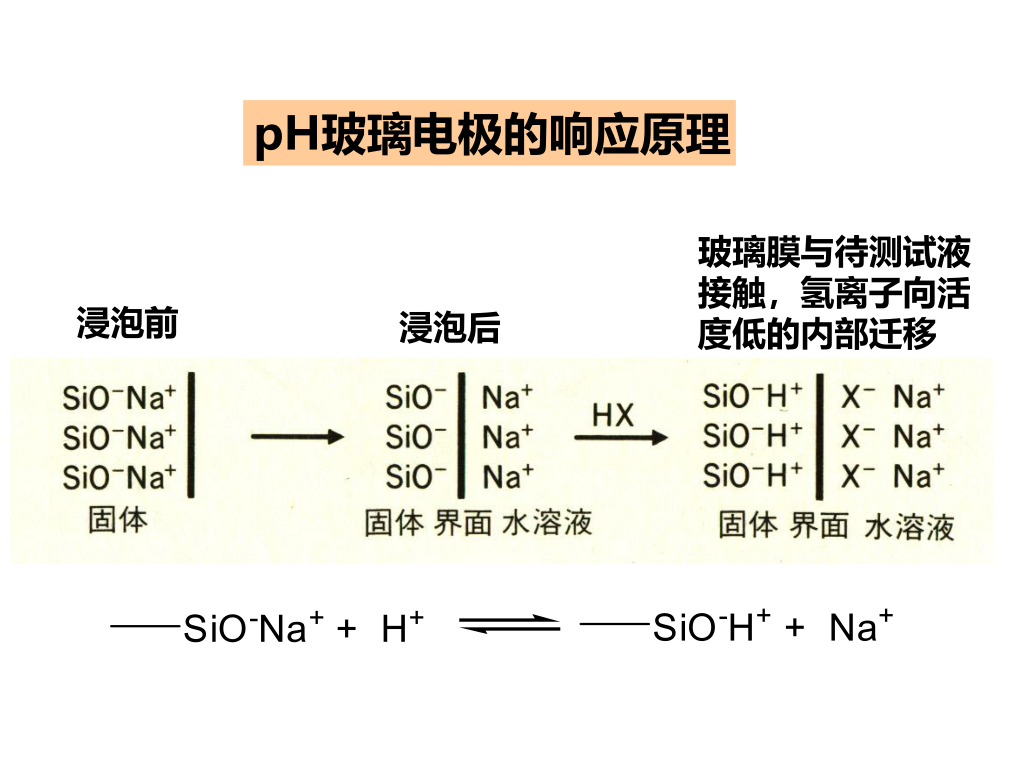 pH玻璃电极的响应原理
玻璃膜与待测试液
接触，氢离子向活
度低的内部迁移
浸泡前
浸泡后
SiO⁻Na⁺
SiO⁻Na⁺
SiO⁻Na⁺
固体
SiO⁻ Na⁺
SiO⁻ Na⁺
SiO⁻ Na⁺
固体 界面 水溶液
HX
SiO⁻H⁺ X⁻ Na⁺
SiO⁻H⁺ X⁻ Na⁺
SiO⁻H⁺ X⁻ Na⁺
固体 界面 水溶液
SiO⁻Na⁺ + H⁺ ⇌ SiO⁻H⁺ + Na⁺